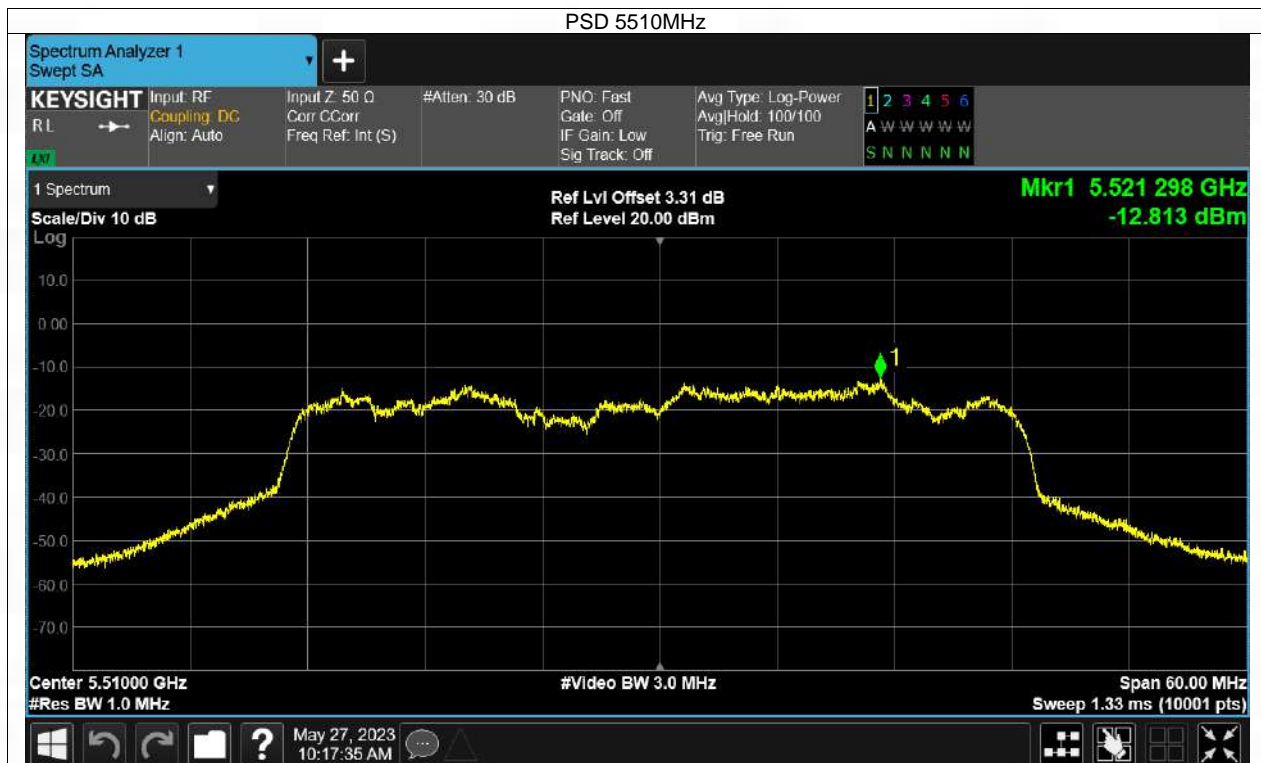 PSD 5510MHz
Spectrum Analyzer 1
Swept SA
KEYSIGHT
RL
LXI
Input: RF
Coupling: DC
Align: Auto
Input Z: 50 Ω
Corr CCorr
Freq Ref: Int (S)
#Atten: 30 dB
PNO: Fast
Gate: Off
IF Gain: Low
Sig Track: Off
Avg Type: Log-Power
Avg|Hold: 100/100
Trig: Free Run
1 2 3 4 5 6
A W W W W W
S N N N N N
1 Spectrum
Scale/Div 10 dB
Log
Ref Lvl Offset 3.31 dB
Ref Level 20.00 dBm
Mkr1 5.521 298 GHz
-12.813 dBm
10.0
0.00
-10.0
1
-20.0
-30.0
-40.0
-50.0
-60.0
-70.0
Center 5.51000 GHz
#Res BW 1.0 MHz
#Video BW 3.0 MHz
Span 60.00 MHz
Sweep 1.33 ms (10001 pts)
?
May 27, 2023
10:17:35 AM